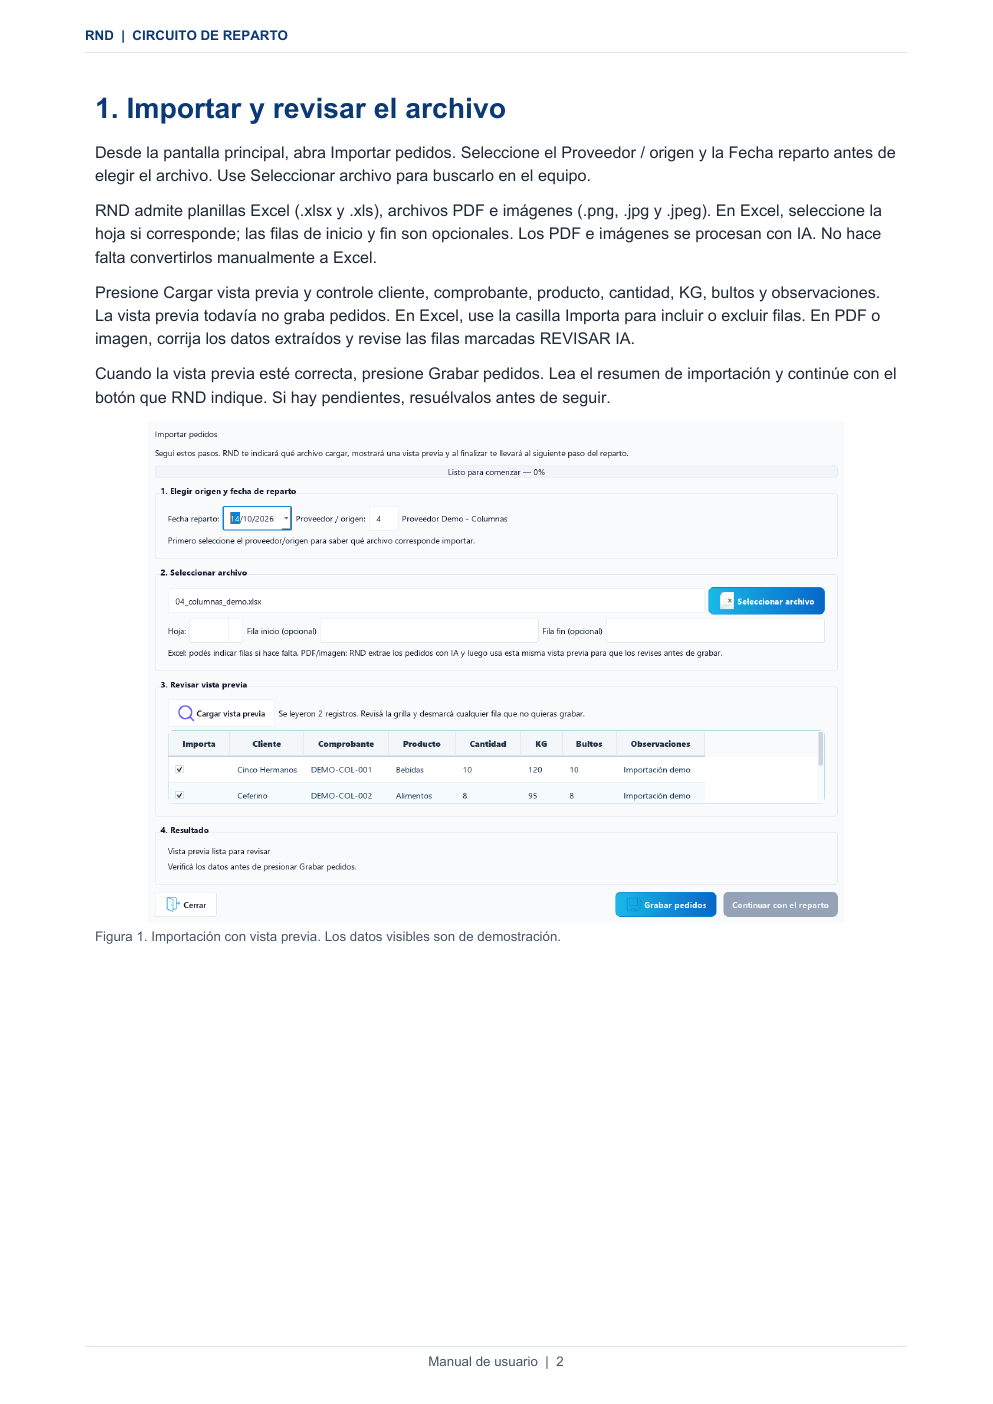 RND | CIRCUITO DE REPARTO
1. Importar y revisar el archivo
Desde la pantalla principal, abra Importar pedidos. Seleccione el Proveedor / origen y la Fecha reparto antes de
elegir el archivo. Use Seleccionar archivo para buscarlo en el equipo.
RND admite planillas Excel (.xlsx y .xls), archivos PDF e imágenes (.png, .jpg y .jpeg). En Excel, seleccione la
hoja si corresponde; las filas de inicio y fin son opcionales. Los PDF e imágenes se procesan con IA. No hace
falta convertirlos manualmente a Excel.
Presione Cargar vista previa y controle cliente, comprobante, producto, cantidad, KG, bultos y observaciones.
La vista previa todavía no graba pedidos. En Excel, use la casilla Importa para incluir o excluir filas. En PDF o
imagen, corrija los datos extraídos y revise las filas marcadas REVISAR IA.
Cuando la vista previa esté correcta, presione Grabar pedidos. Lea el resumen de importación y continúe con el
botón que RND indique. Si hay pendientes, resuélvalos antes de seguir.
Importar pedidos
Seguí estos pasos. RND te indicará qué archivo cargar, mostrará una vista previa y al finalizar te llevará al siguiente paso del reparto.
Listo para comenzar — 0%
1. Elegir origen y fecha de reparto
Fecha reparto: 14/10/2026 Proveedor / origen: 4 Proveedor Demo - Columnas
Primero seleccione el proveedor/origen para saber qué archivo corresponde importar.
2. Seleccionar archivo
04_columnas_demo.xlsx Seleccionar archivo
Hoja: Fila inicio (opcional) Fila fin (opcional)
Excel: podés indicar filas si hace falta. PDF/imagen: RND extrae los pedidos con IA y luego usa esta misma vista previa para que los revises antes de grabar.
3. Revisar vista previa
Cargar vista previa Se leyeron 2 registros. Revisá la grilla y desmarcá cualquier fila que no quieras grabar.
Importa Cliente Comprobante Producto Cantidad KG Bultos Observaciones
Cinco Hermanos DEMO-COL-001 Bebidas 10 120 10 Importación demo
Ceferino DEMO-COL-002 Alimentos 8 95 8 Importación demo
4. Resultado
Vista previa lista para revisar
Verificá los datos antes de presionar Grabar pedidos.
Cerrar Grabar pedidos Continuar con el reparto
Figura 1. Importación con vista previa. Los datos visibles son de demostración.
Manual de usuario | 2